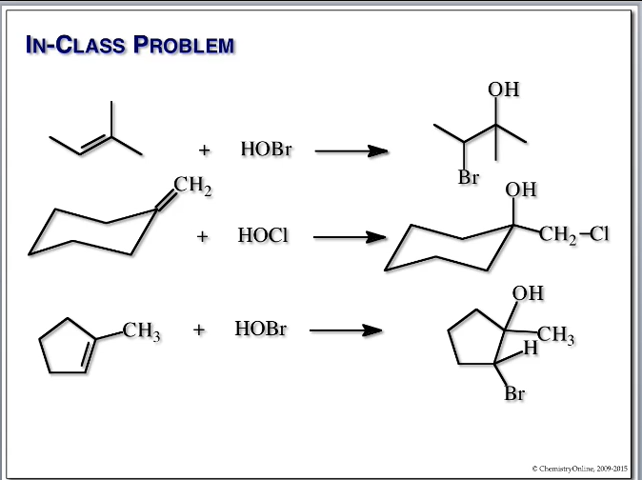 IN-CLASS PROBLEM
OH
+ HOBr
Br
CH₂
OH
+ HOCl
CH₂–Cl
OH
CH₃ + HOBr
CH₃
H
Br
© ChemistryOnline, 2009-2015